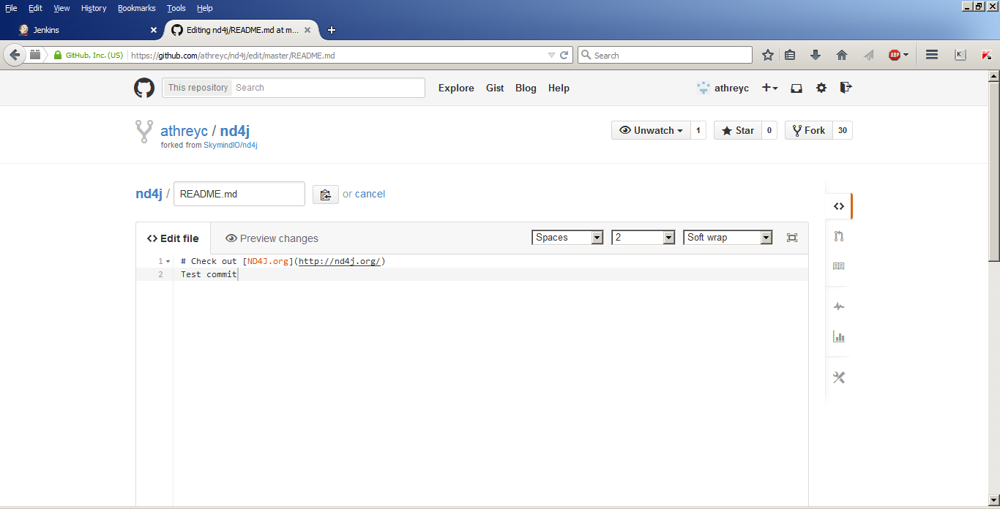 File Edit View History Bookmarks Tools Help
Jenkins
Editing nd4j/README.md at m...
GitHub, Inc. (US)
https://github.com/athreyc/nd4j/edit/master/README.md
Search
ABP
K
This repository
Search
Explore Gist Blog Help
athreyc
athreyc / nd4j
forked from SkymindIO/nd4j
Unwatch 1
Star 0
Fork 30
nd4j / README.md or cancel
<> Edit file
Preview changes
Spaces
2
Soft wrap
1 # Check out [ND4J.org](http://nd4j.org/)
2 Test commit